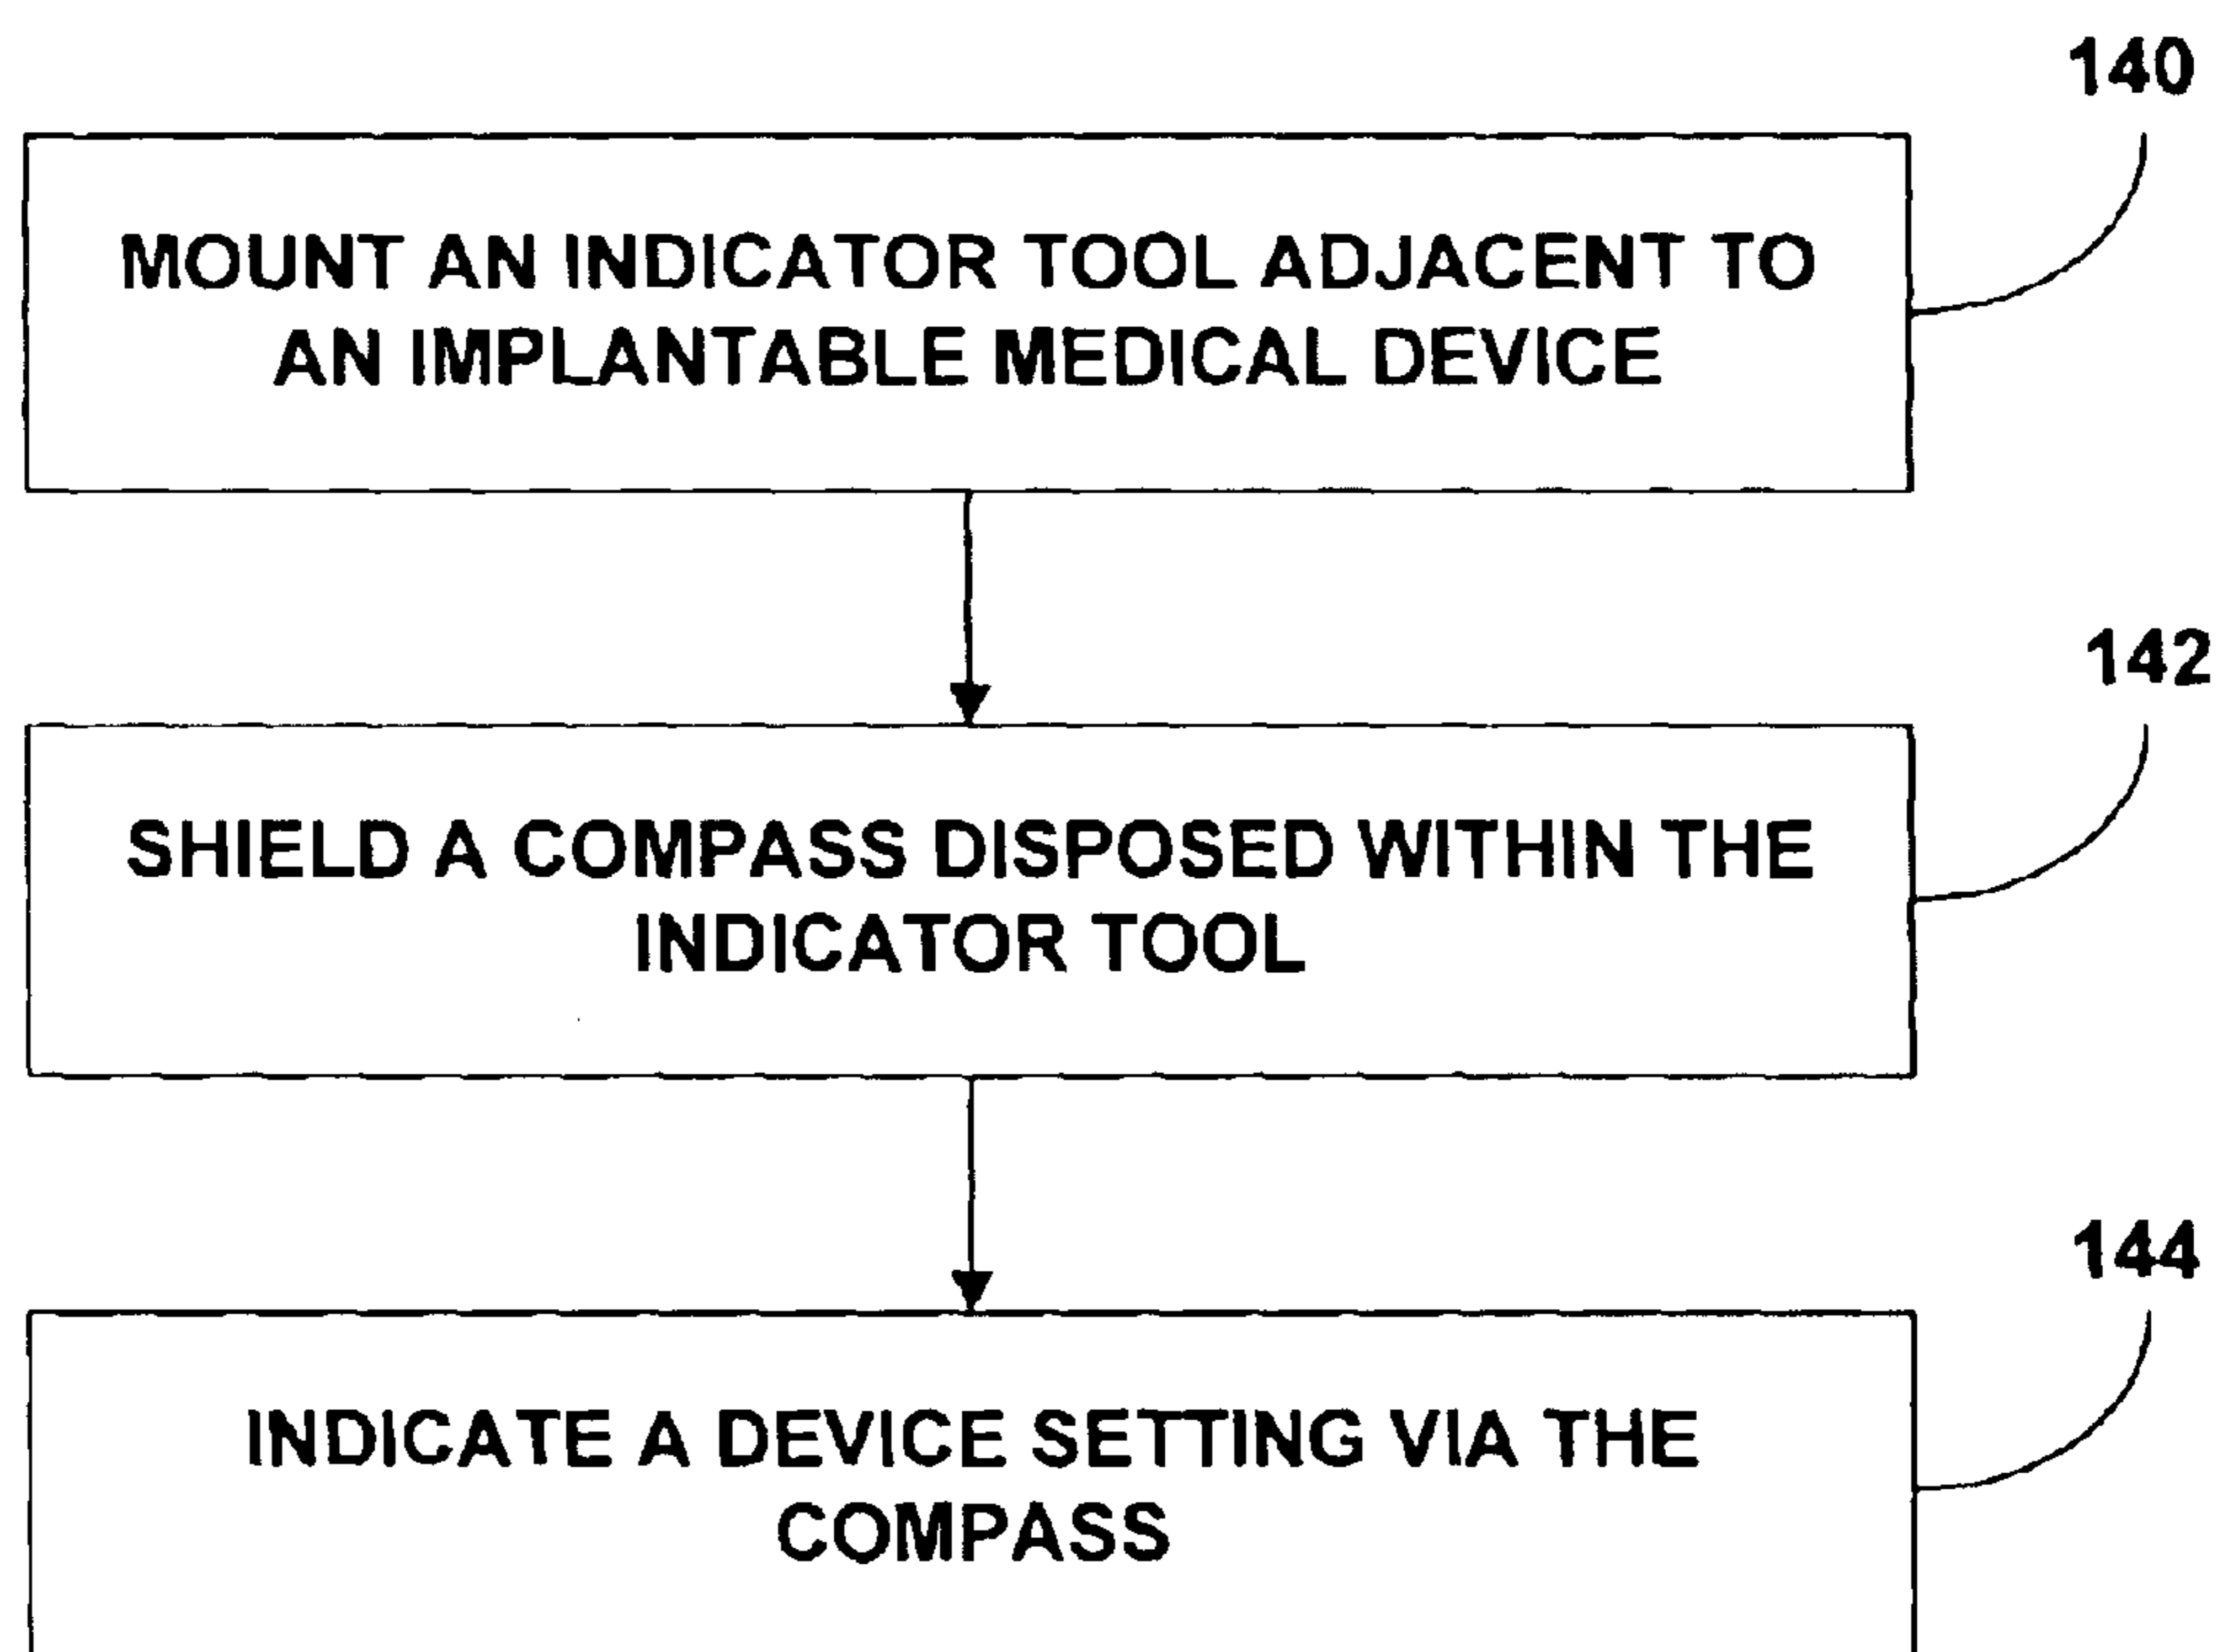 140
MOUNT AN INDICATOR TOOL ADJACENT TO
AN IMPLANTABLE MEDICAL DEVICE
142
SHIELD A COMPASS DISPOSED WITHIN THE
INDICATOR TOOL
144
INDICATE A DEVICE SETTING VIA THE
COMPASS